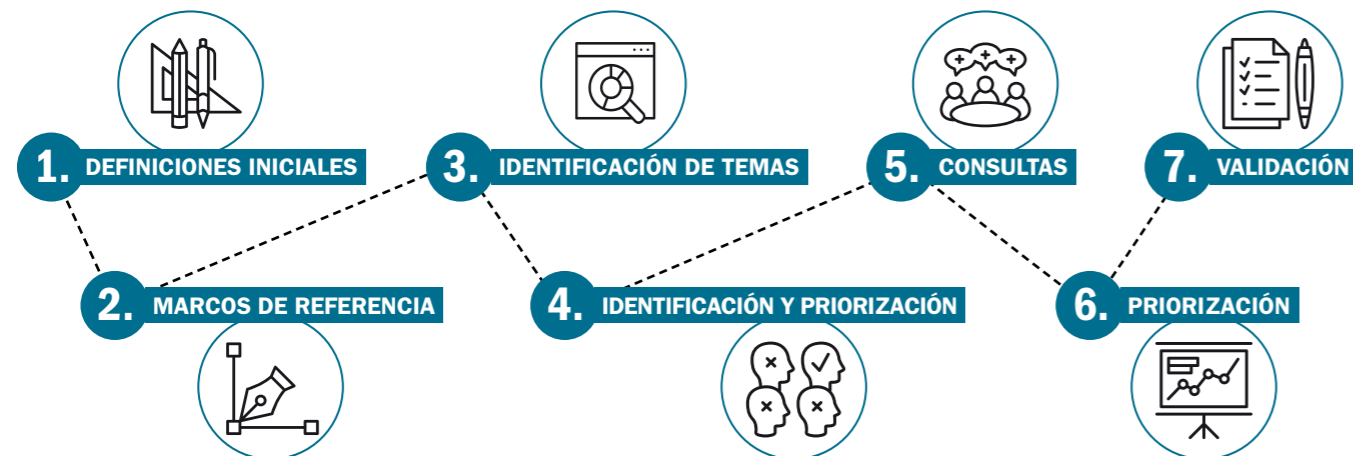 1. DEFINICIONES INICIALES
2. MARCOS DE REFERENCIA
3. IDENTIFICACIÓN DE TEMAS
4. IDENTIFICACIÓN Y PRIORIZACIÓN
5. CONSULTAS
6. PRIORIZACIÓN
7. VALIDACIÓN